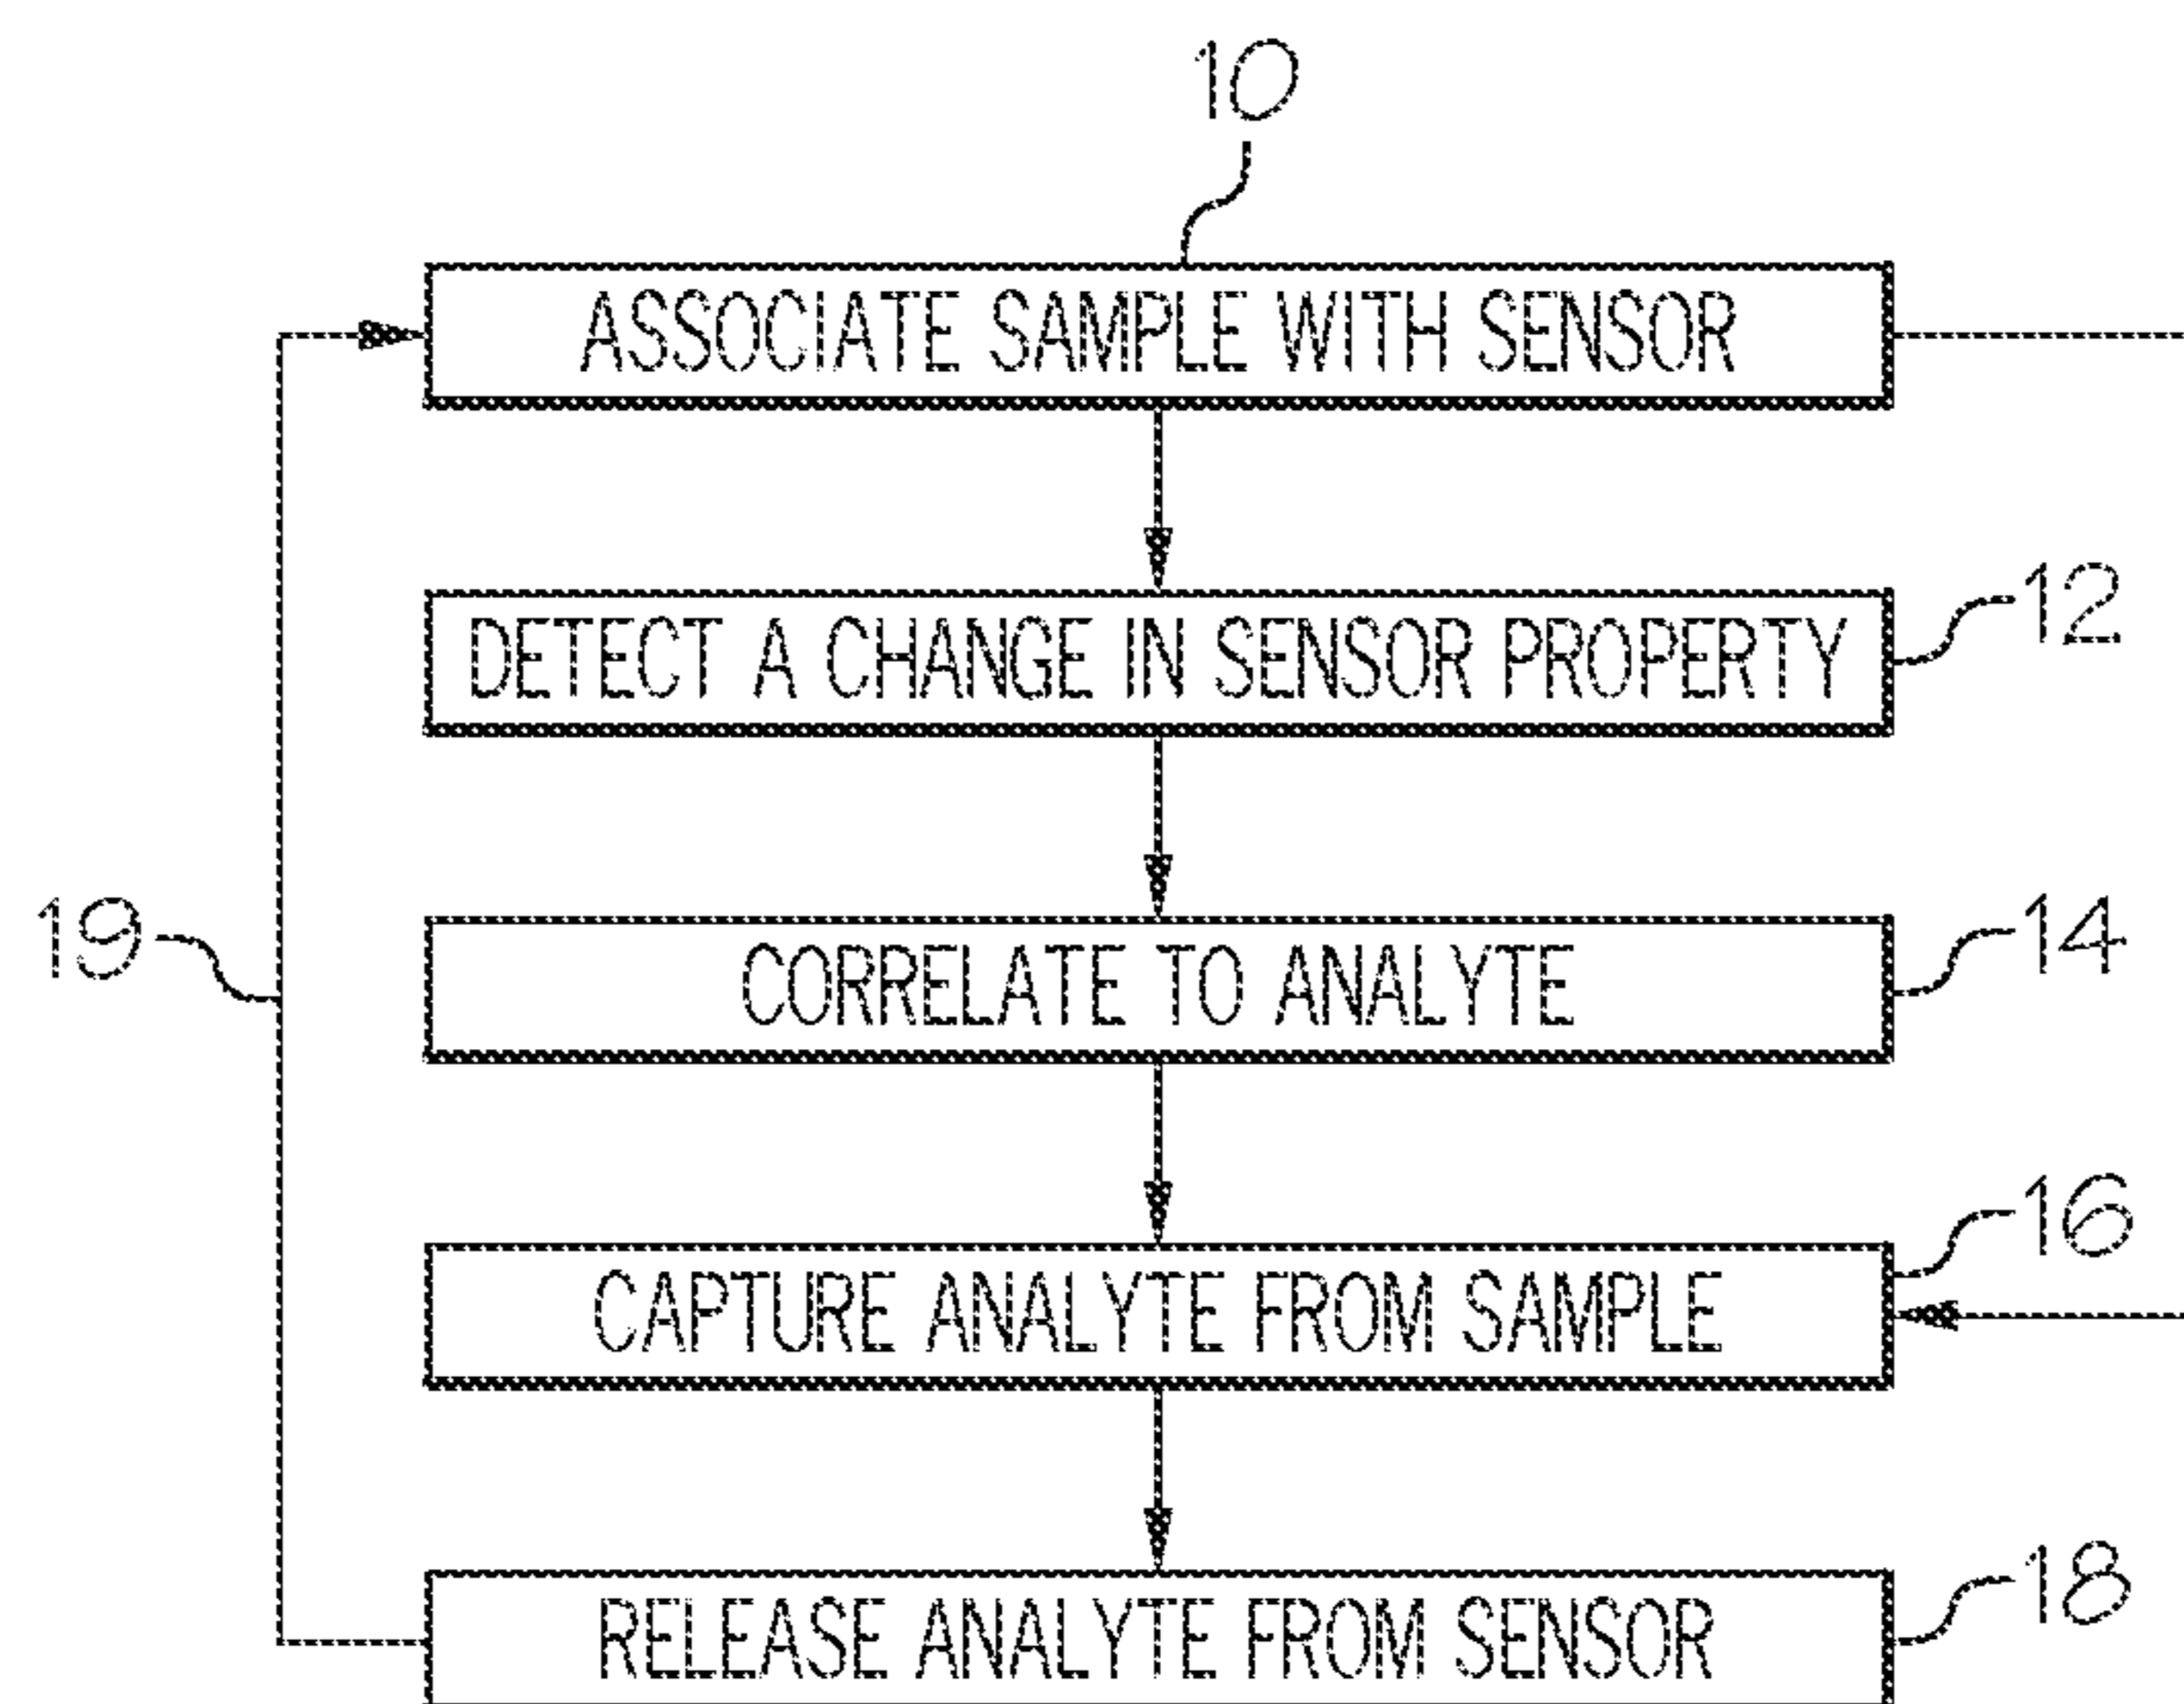 10
ASSOCIATE SAMPLE WITH SENSOR
DETECT A CHANGE IN SENSOR PROPERTY
12
19
CORRELATE TO ANALYTE
14
CAPTURE ANALYTE FROM SAMPLE
16
RELEASE ANALYTE FROM SENSOR
18